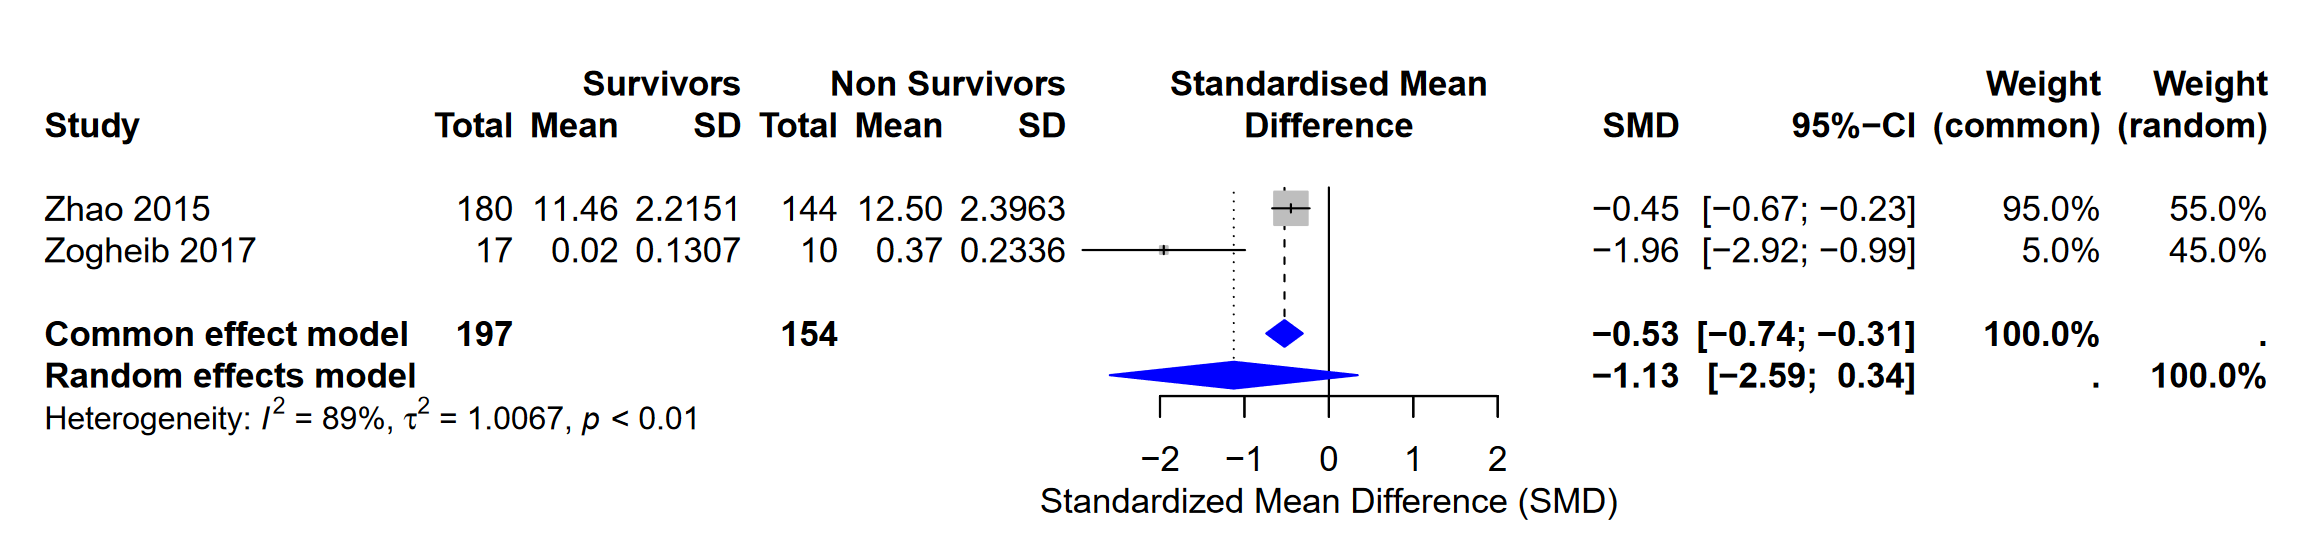 Survivors Non Survivors Standardised Mean Weight Weight
Study Total Mean SD Total Mean SD Difference SMD 95%−CI (common) (random)
Zhao 2015 180 11.46 2.2151 144 12.50 2.3963 −0.45 [−0.67; −0.23] 95.0% 55.0%
Zogheib 2017 17 0.02 0.1307 10 0.37 0.2336 −1.96 [−2.92; −0.99] 5.0% 45.0%
Common effect model 197 154 −0.53 [−0.74; −0.31] 100.0% .
Random effects model −1.13 [−2.59; 0.34] . 100.0%
Heterogeneity: I² = 89%, τ² = 1.0067, p < 0.01
−2 −1 0 1 2
Standardized Mean Difference (SMD)